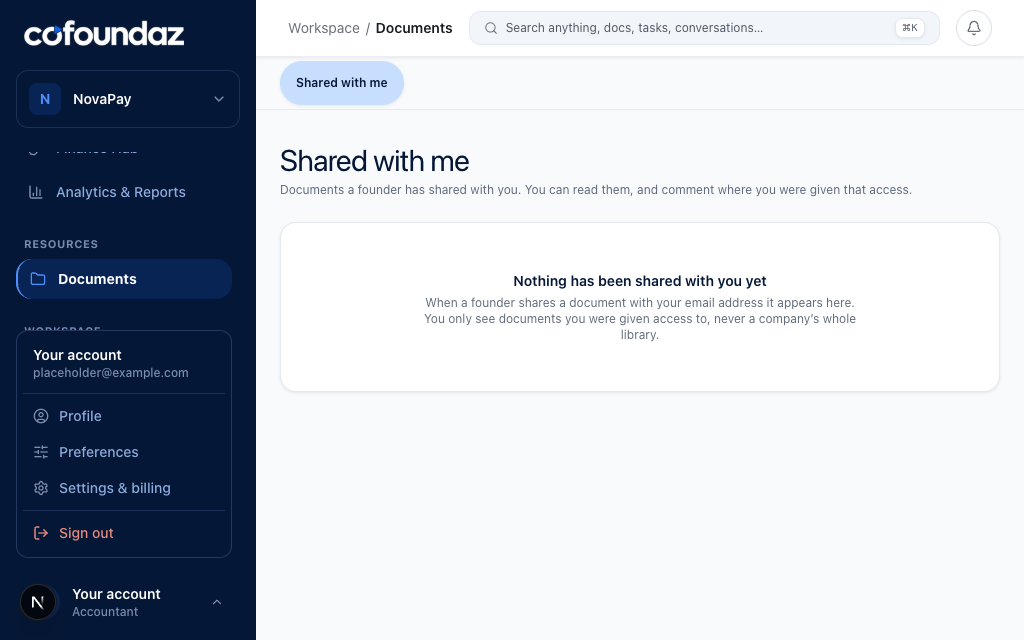 cofoundaz
N
NovaPay
Finance Hub
Analytics & Reports
RESOURCES
Documents
WORKSPACE
Your account
placeholder@example.com
Profile
Preferences
Settings & billing
Sign out
N
Your account
Accountant
Workspace / Documents
Search anything, docs, tasks, conversations...
⌘K
Shared with me
Shared with me
Documents a founder has shared with you. You can read them, and comment where you were given that access.
Nothing has been shared with you yet
When a founder shares a document with your email address it appears here.
You only see documents you were given access to, never a company's whole
library.